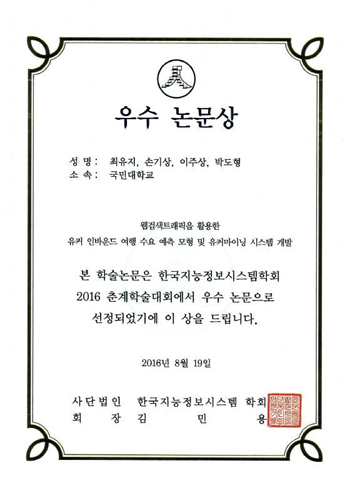 우수 논문상
성 명 : 최유지, 손기상, 이주상, 박도형
소 속 : 국민대학교
웹검색트래픽을 활용한
유커 인바운드 여행 수요 예측 모형 및 유커마이닝 시스템 개발
본 학술논문은 한국지능정보시스템학회
2016 춘계학술대회에서 우수 논문으로
선정되었기에 이 상을 드립니다.
2016년 8월 19일
사단법인 한국지능정보시스템 학회
회 장 김 민 용